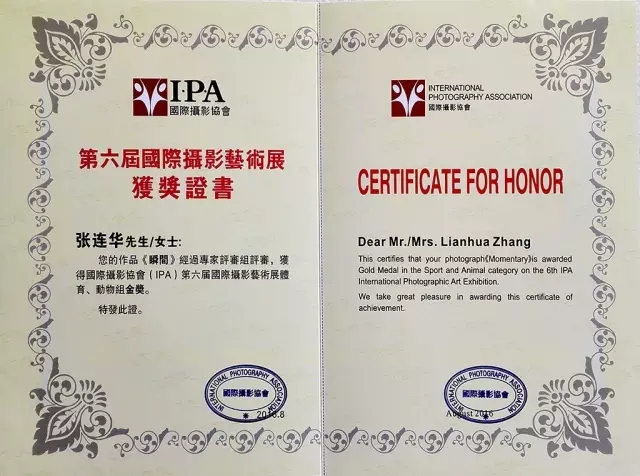 I·PA
國際攝影協會
第六屆國際攝影藝術展
獲獎證書
张连华先生/女士:
您的作品《瞬間》經過專家評審組評審，獲
得國際攝影協會（IPA）第六届國際攝影藝術展體
育、動物組金獎。
特發此證。
INTERNATIONAL PHOTOGRAPHY ASSOCIATION
國際攝影協會
2016.8
INTERNATIONAL
PHOTOGRAPHY ASSOCIATION
國際攝影協會
CERTIFICATE FOR HONOR
Dear Mr./Mrs. Lianhua Zhang
This certifies that your photograph《Momentary》is awarded
Gold Medal in the Sport and Animal category on the 6th IPA
International Photographic Art Exhibition.
We take great pleasure in awarding this certificate of
achievement.
INTERNATIONAL PHOTOGRAPHY ASSOCIATION
國際攝影協會
August 2016